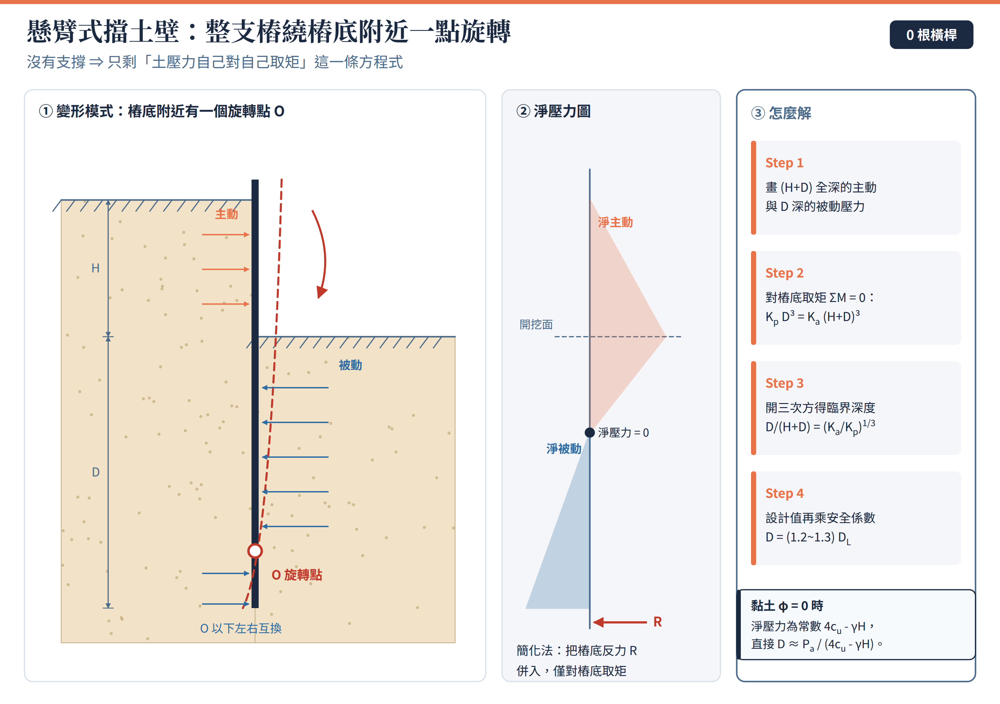 懸臂式擋土壁：整支樁繞樁底附近一點旋轉
0 根橫桿
沒有支撐 ⇒ 只剩「土壓力自己對自己取矩」這一條方程式
① 變形模式：樁底附近有一個旋轉點 O
主動
H
被動
D
O 旋轉點
O 以下左右互換
② 淨壓力圖
淨主動
開挖面
淨壓力 = 0
淨被動
R
簡化法：把樁底反力 R
併入，僅對樁底取矩
③ 怎麼解
Step 1
畫 (H+D) 全深的主動
與 D 深的被動壓力
Step 2
對樁底取矩 ΣM = 0：
Kₚ D³ = Kₐ (H+D)³
Step 3
開三次方得臨界深度
D/(H+D) = (Kₐ/Kₚ)^1/3
Step 4
設計值再乘安全係數
D = (1.2~1.3) D_L
黏土 φ = 0 時
淨壓力為常數 4cᵤ - γH，
直接 D ≈ Pₐ / (4cᵤ - γH)。